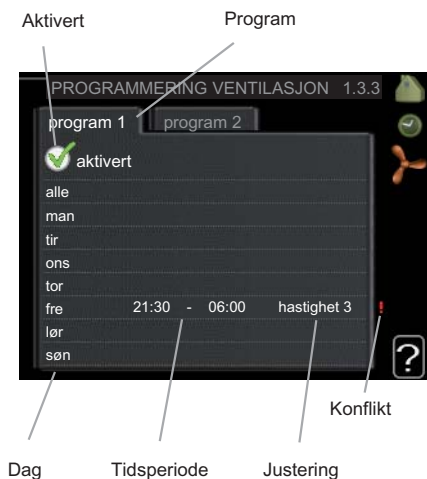 Aktivert Program
PROGRAMMERING VENTILASJON 1.3.3
program 1 program 2
aktivert
alle
man
tir
ons
tor
fre 21:30 - 06:00 hastighet 3 !
lør
søn
?
Konflikt
Dag Tidsperiode Justering